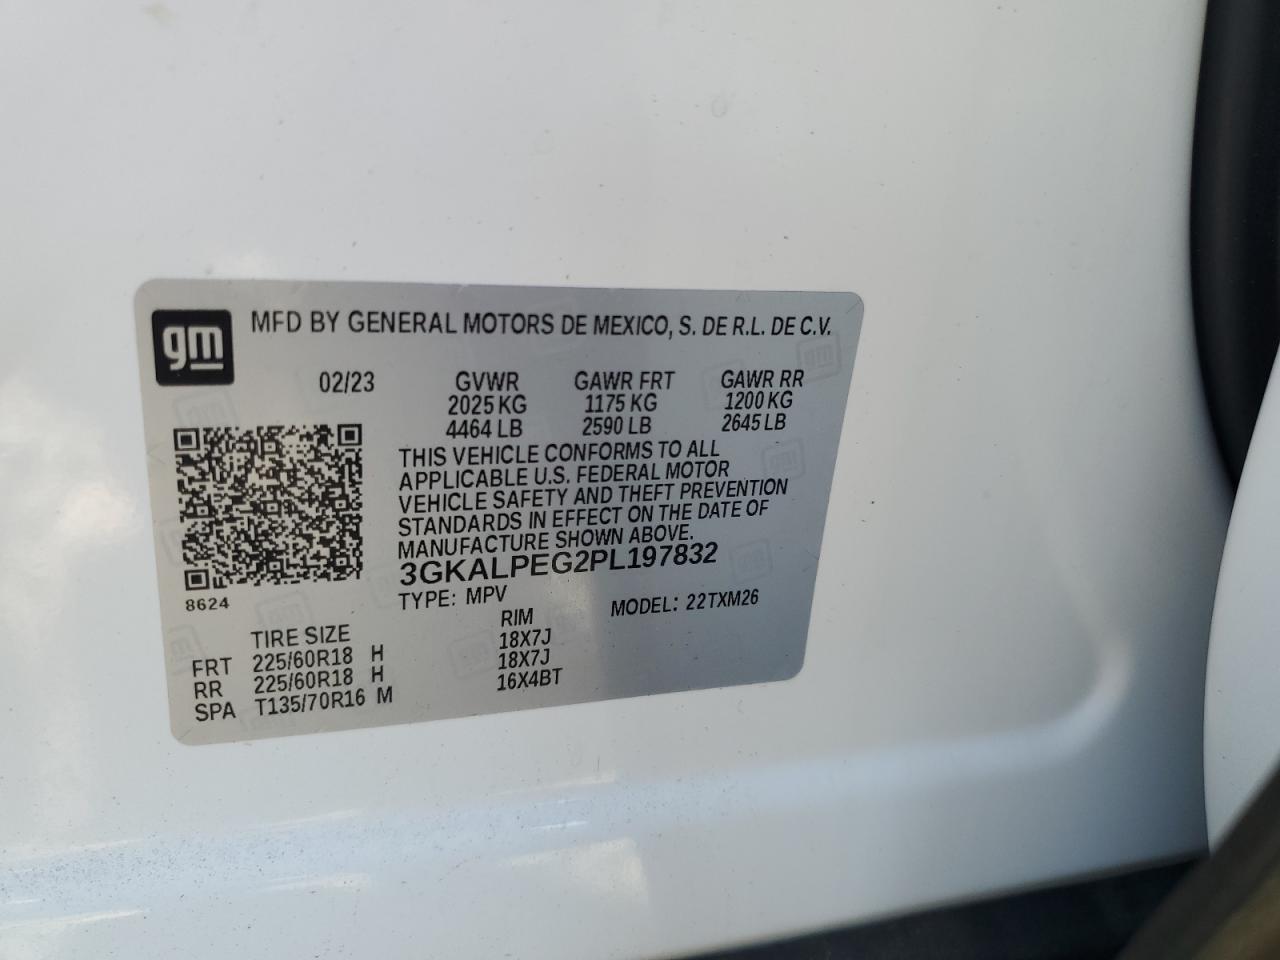 gm
MFD BY GENERAL MOTORS DE MEXICO, S. DE R.L. DE C.V.
02/23 GVWR GAWR FRT GAWR RR
2025 KG 1175 KG 1200 KG
4464 LB 2590 LB 2645 LB
THIS VEHICLE CONFORMS TO ALL
APPLICABLE U.S. FEDERAL MOTOR
VEHICLE SAFETY AND THEFT PREVENTION
STANDARDS IN EFFECT ON THE DATE OF
MANUFACTURE SHOWN ABOVE.
3GKALPEG2PL197832
8624
TYPE: MPV MODEL: 22TXM26
TIRE SIZE RIM
FRT 225/60R18 H 18X7J
RR 225/60R18 H 18X7J
SPA T135/70R16 M 16X4BT